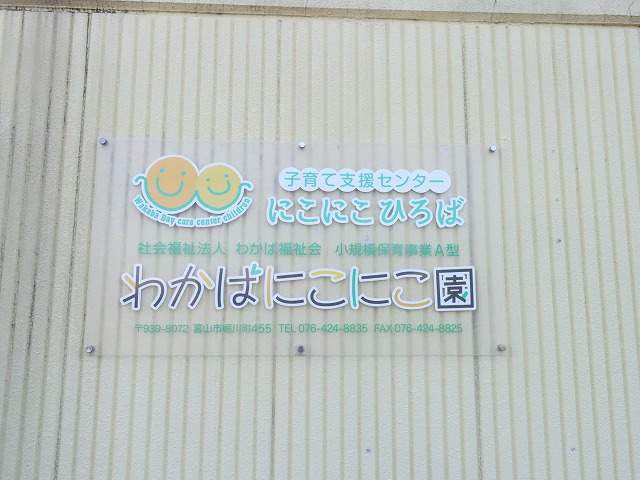 Wakaba Day care center children
子育て支援センター
にこにこひろば
社会福祉法人 わかば福祉会 小規模保育事業A型
わかばにこにこ園
〒939-8072 富山市堀川町455 TEL 076-424-8835 FAX 076-424-8825